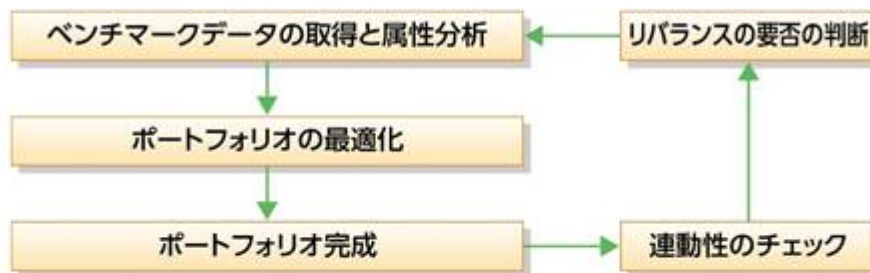 ベンチマークデータの取得と属性分析
リバランスの要否の判断
ポートフォリオの最適化
ポートフォリオ完成
連動性のチェック